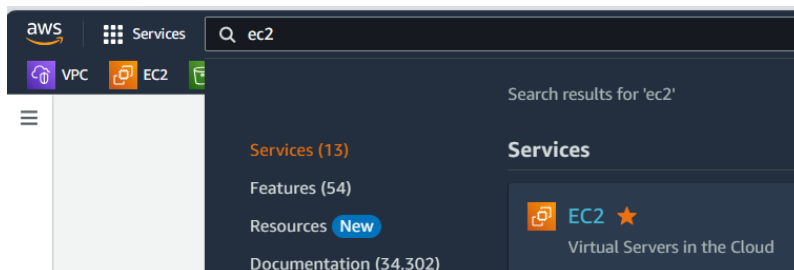 aws Services ec2
VPC EC2
Search results for 'ec2'
Services (13)
Features (54)
Resources New
Documentation (34,302)
Services
EC2
Virtual Servers in the Cloud